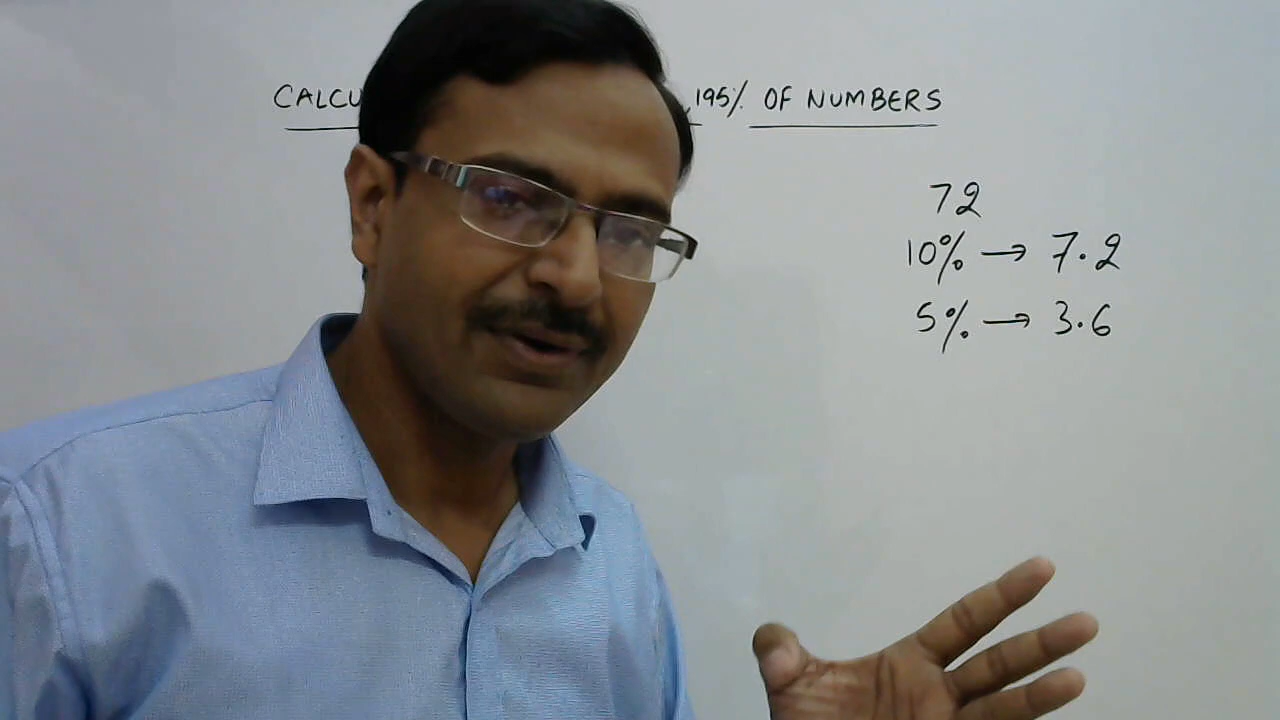 CALCU ,195% OF NUMBERS
72
10% → 7.2
5% → 3.6